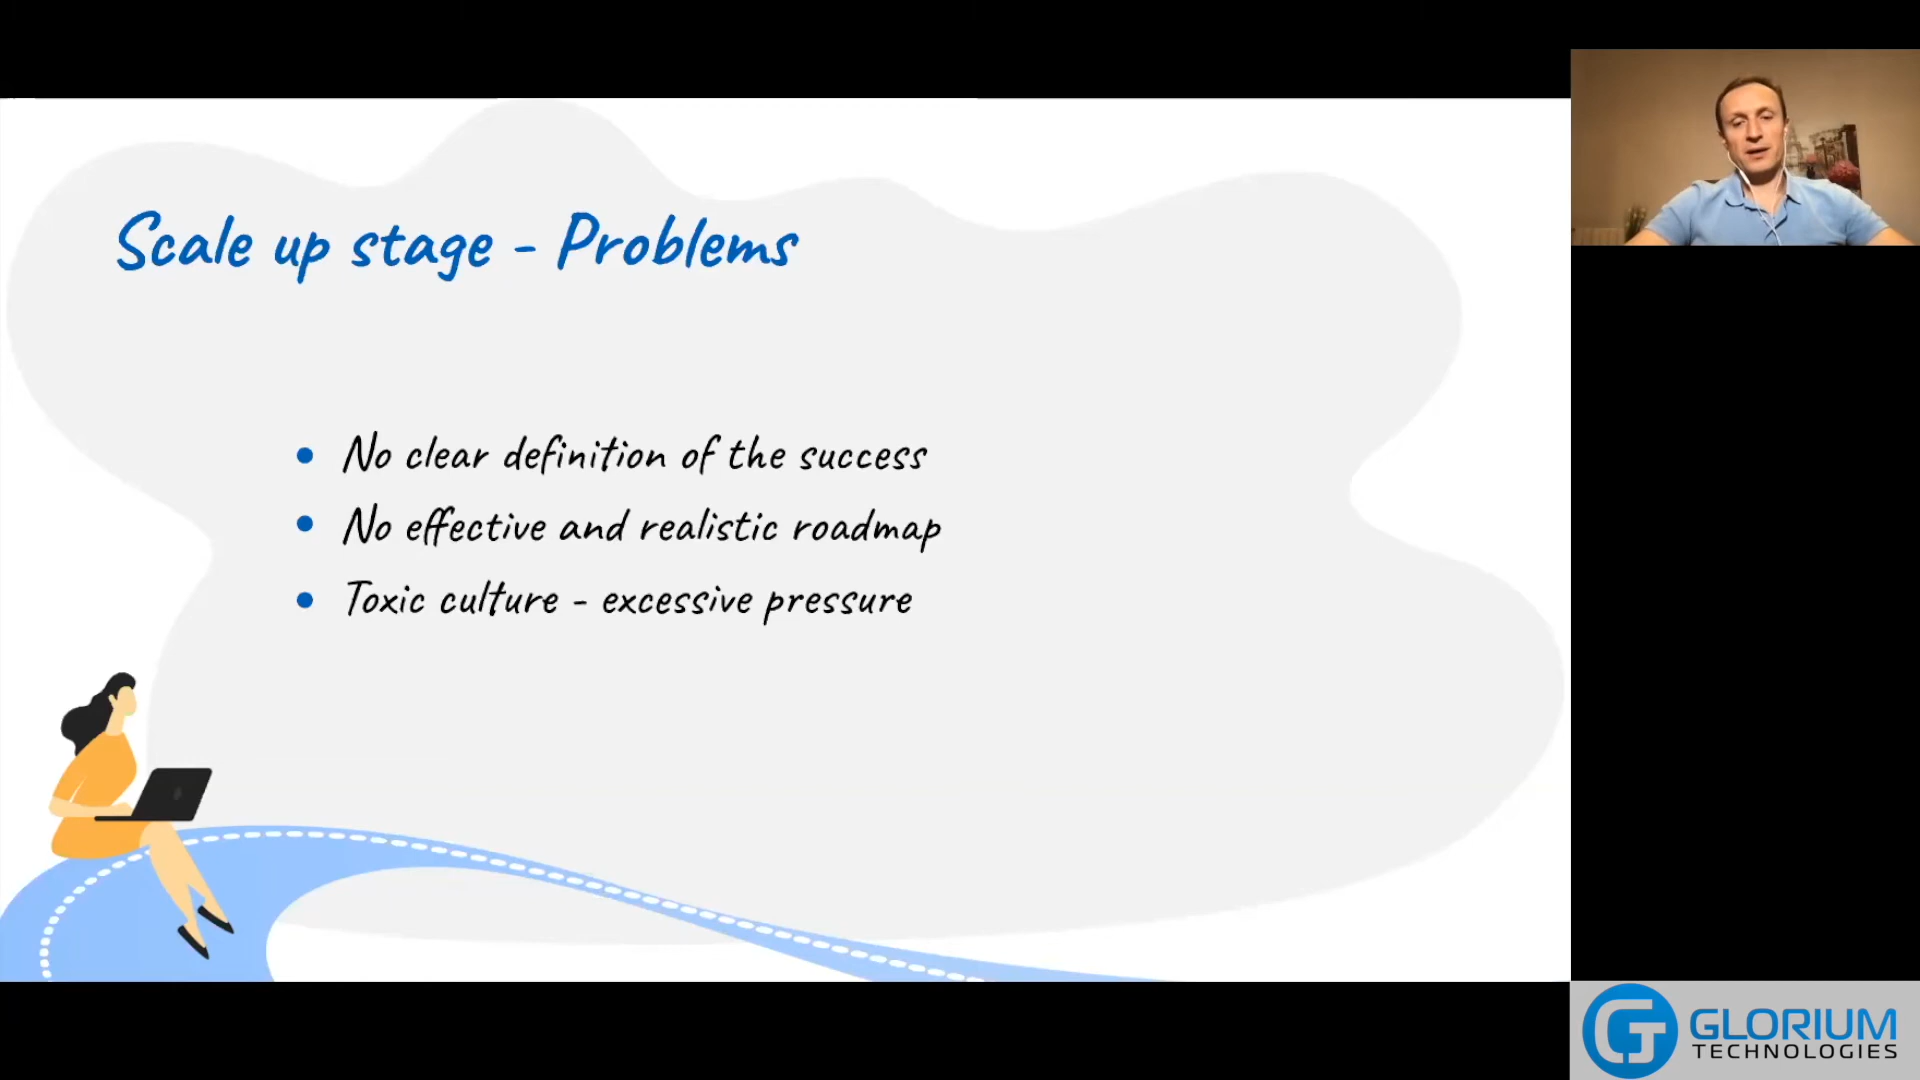 Scale up stage - Problems
No clear definition of the success
No effective and realistic roadmap
Toxic culture - excessive pressure
GLORIUM
TECHNOLOGIES